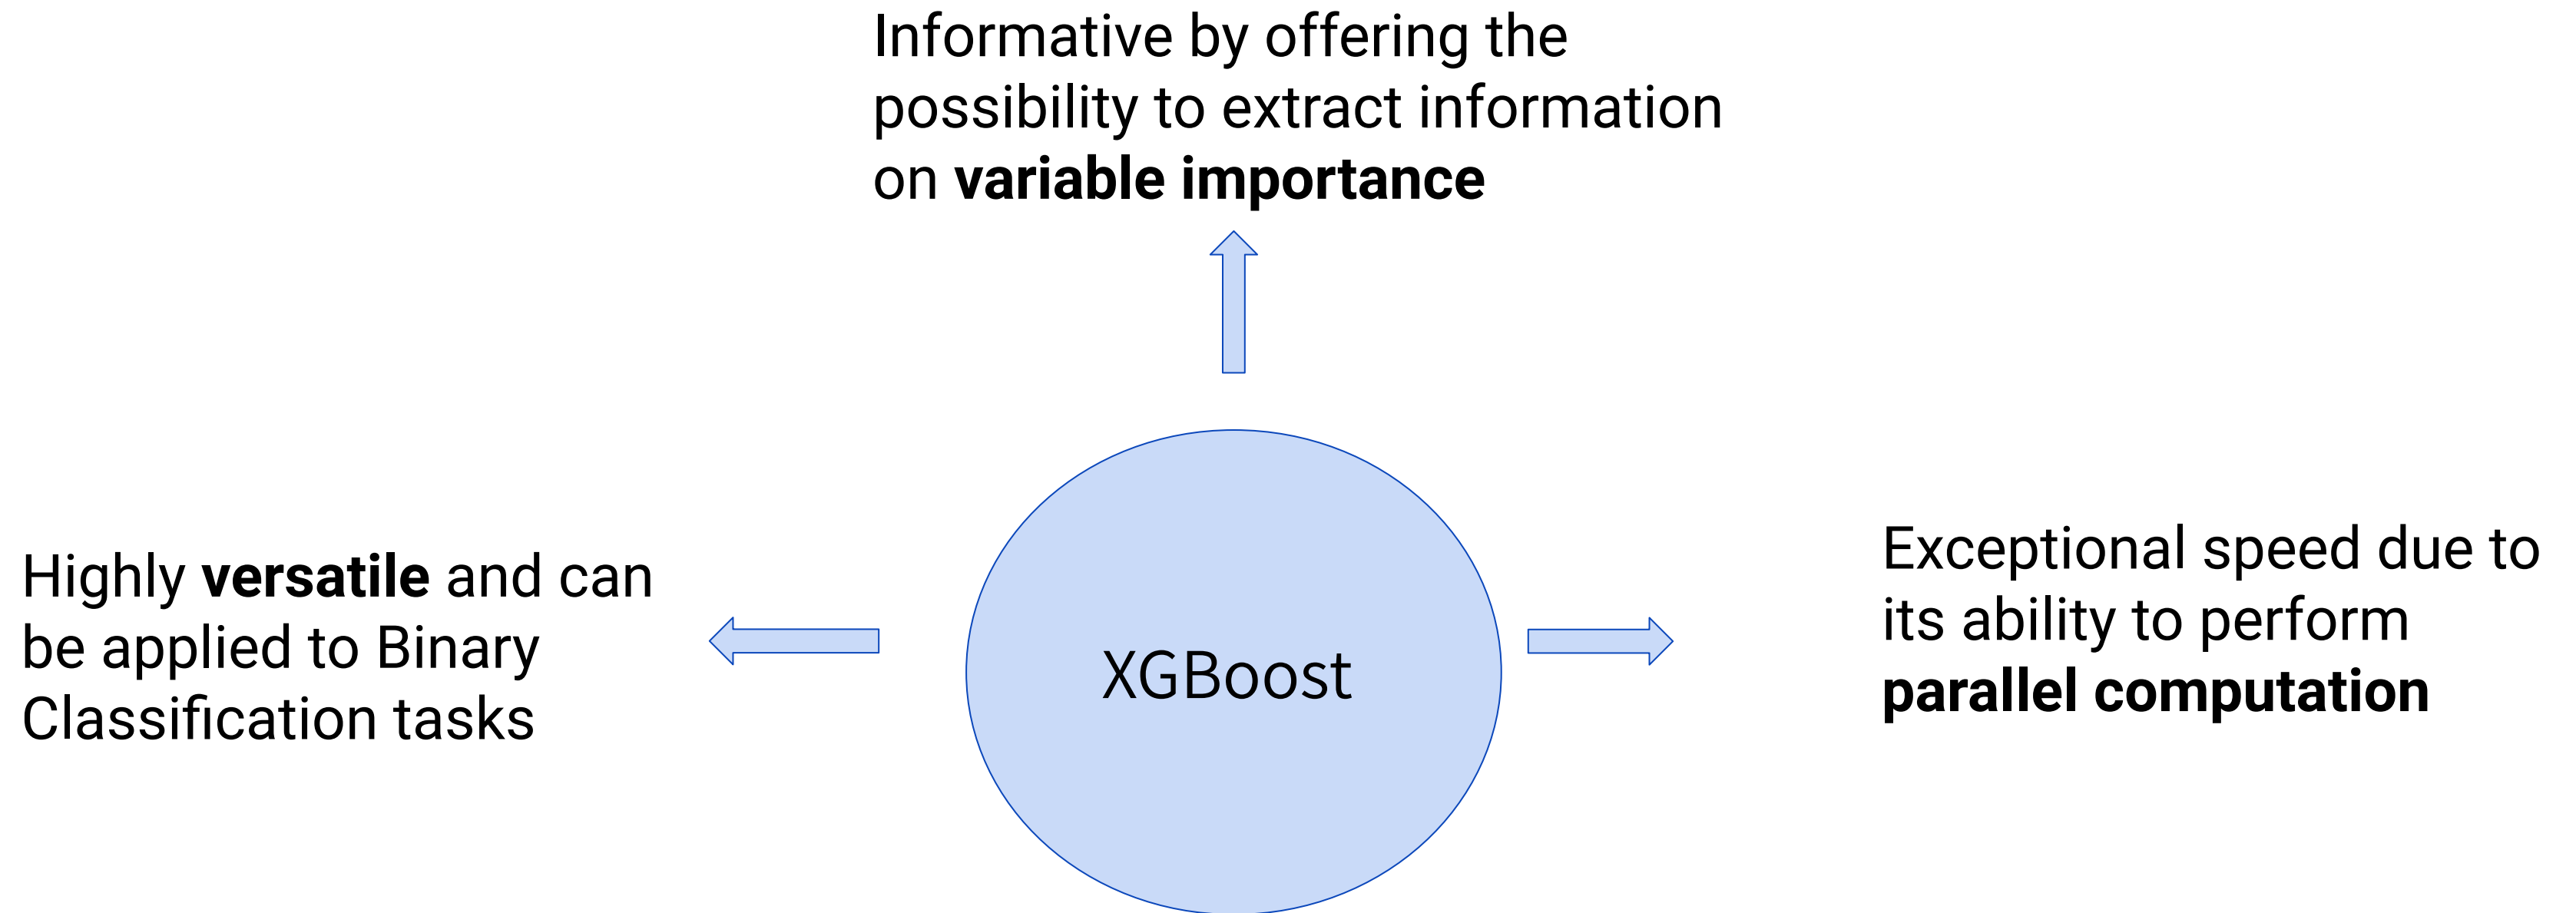 Informative by offering the
possibility to extract information
on variable importance
Highly versatile and can
be applied to Binary
Classification tasks
XGBoost
Exceptional speed due to
its ability to perform
parallel computation